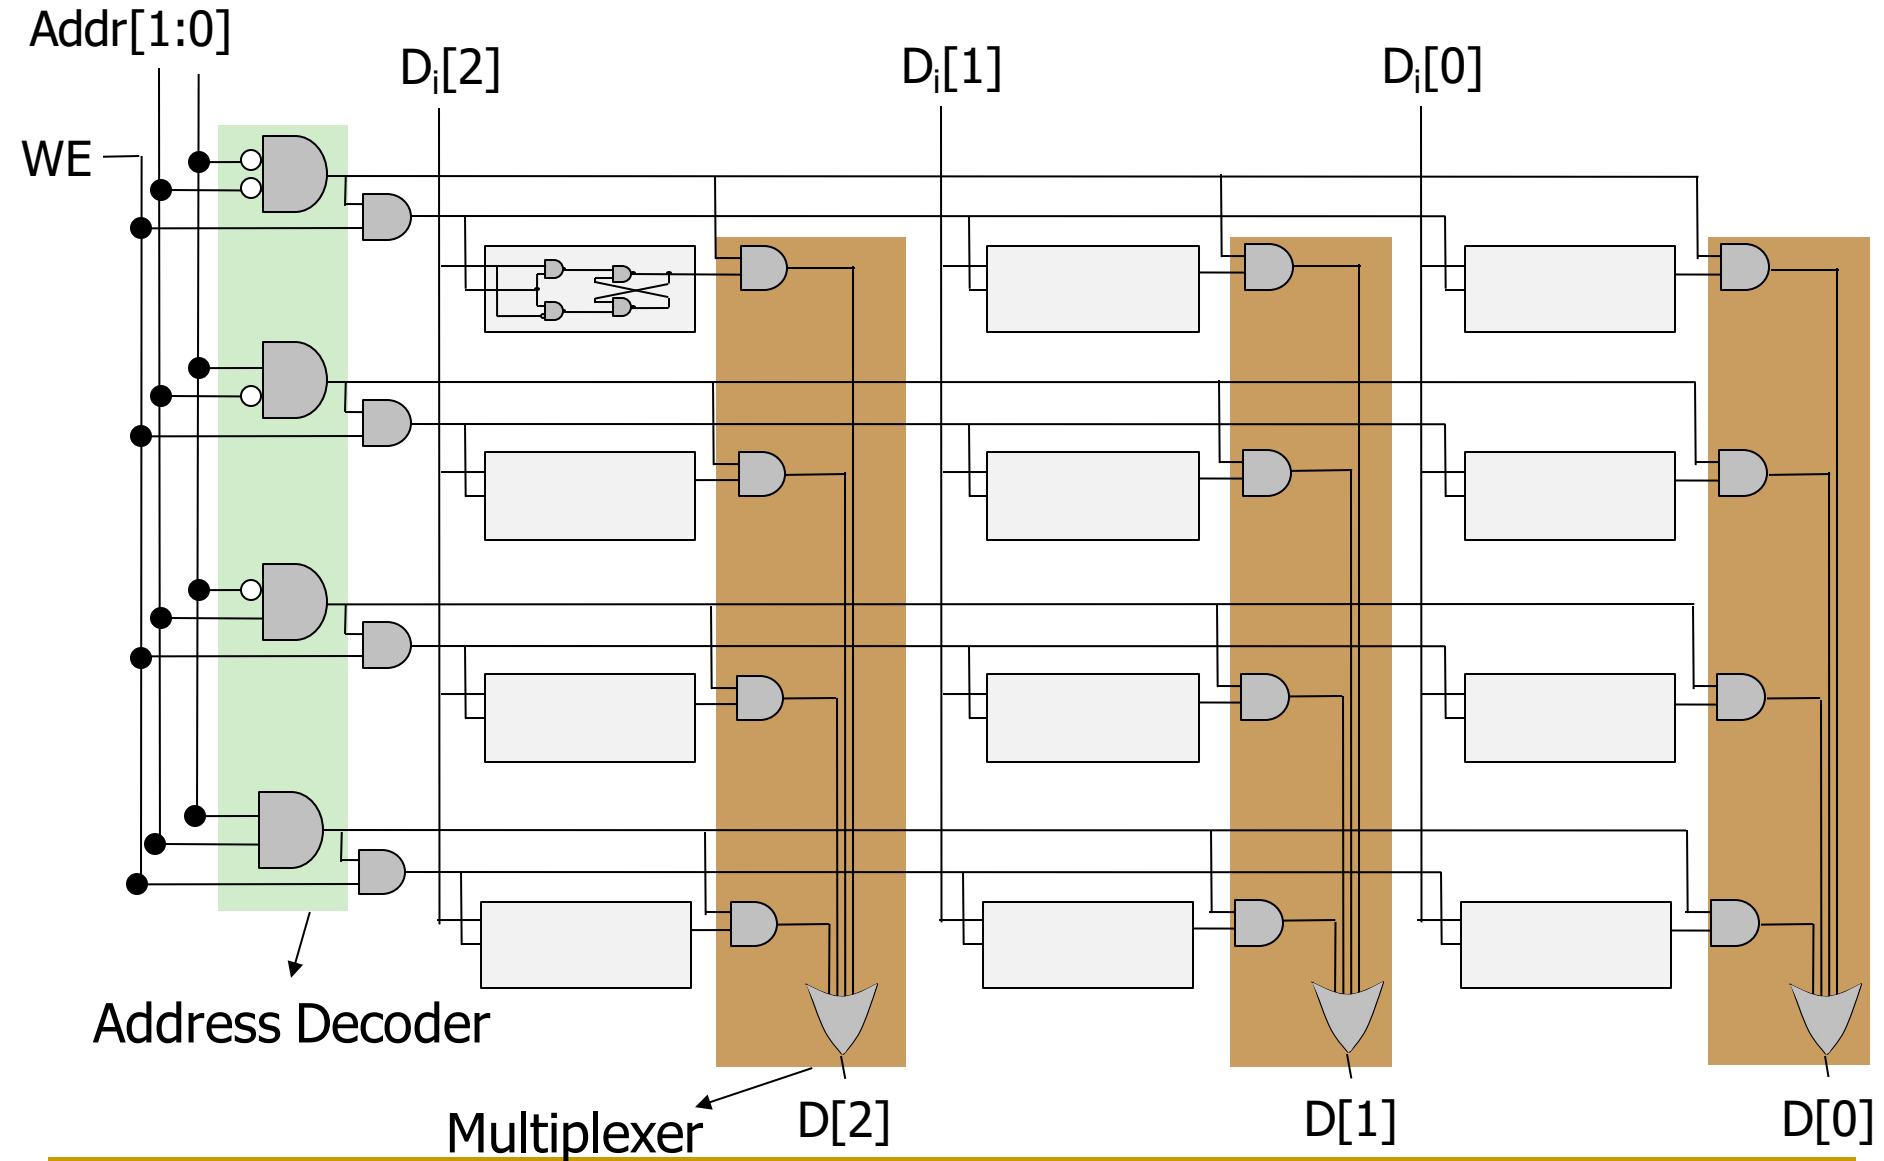 Addr[1:0]
Di[2]
Di[1]
Di[0]
WE
Address Decoder
Multiplexer
D[2]
D[1]
D[0]